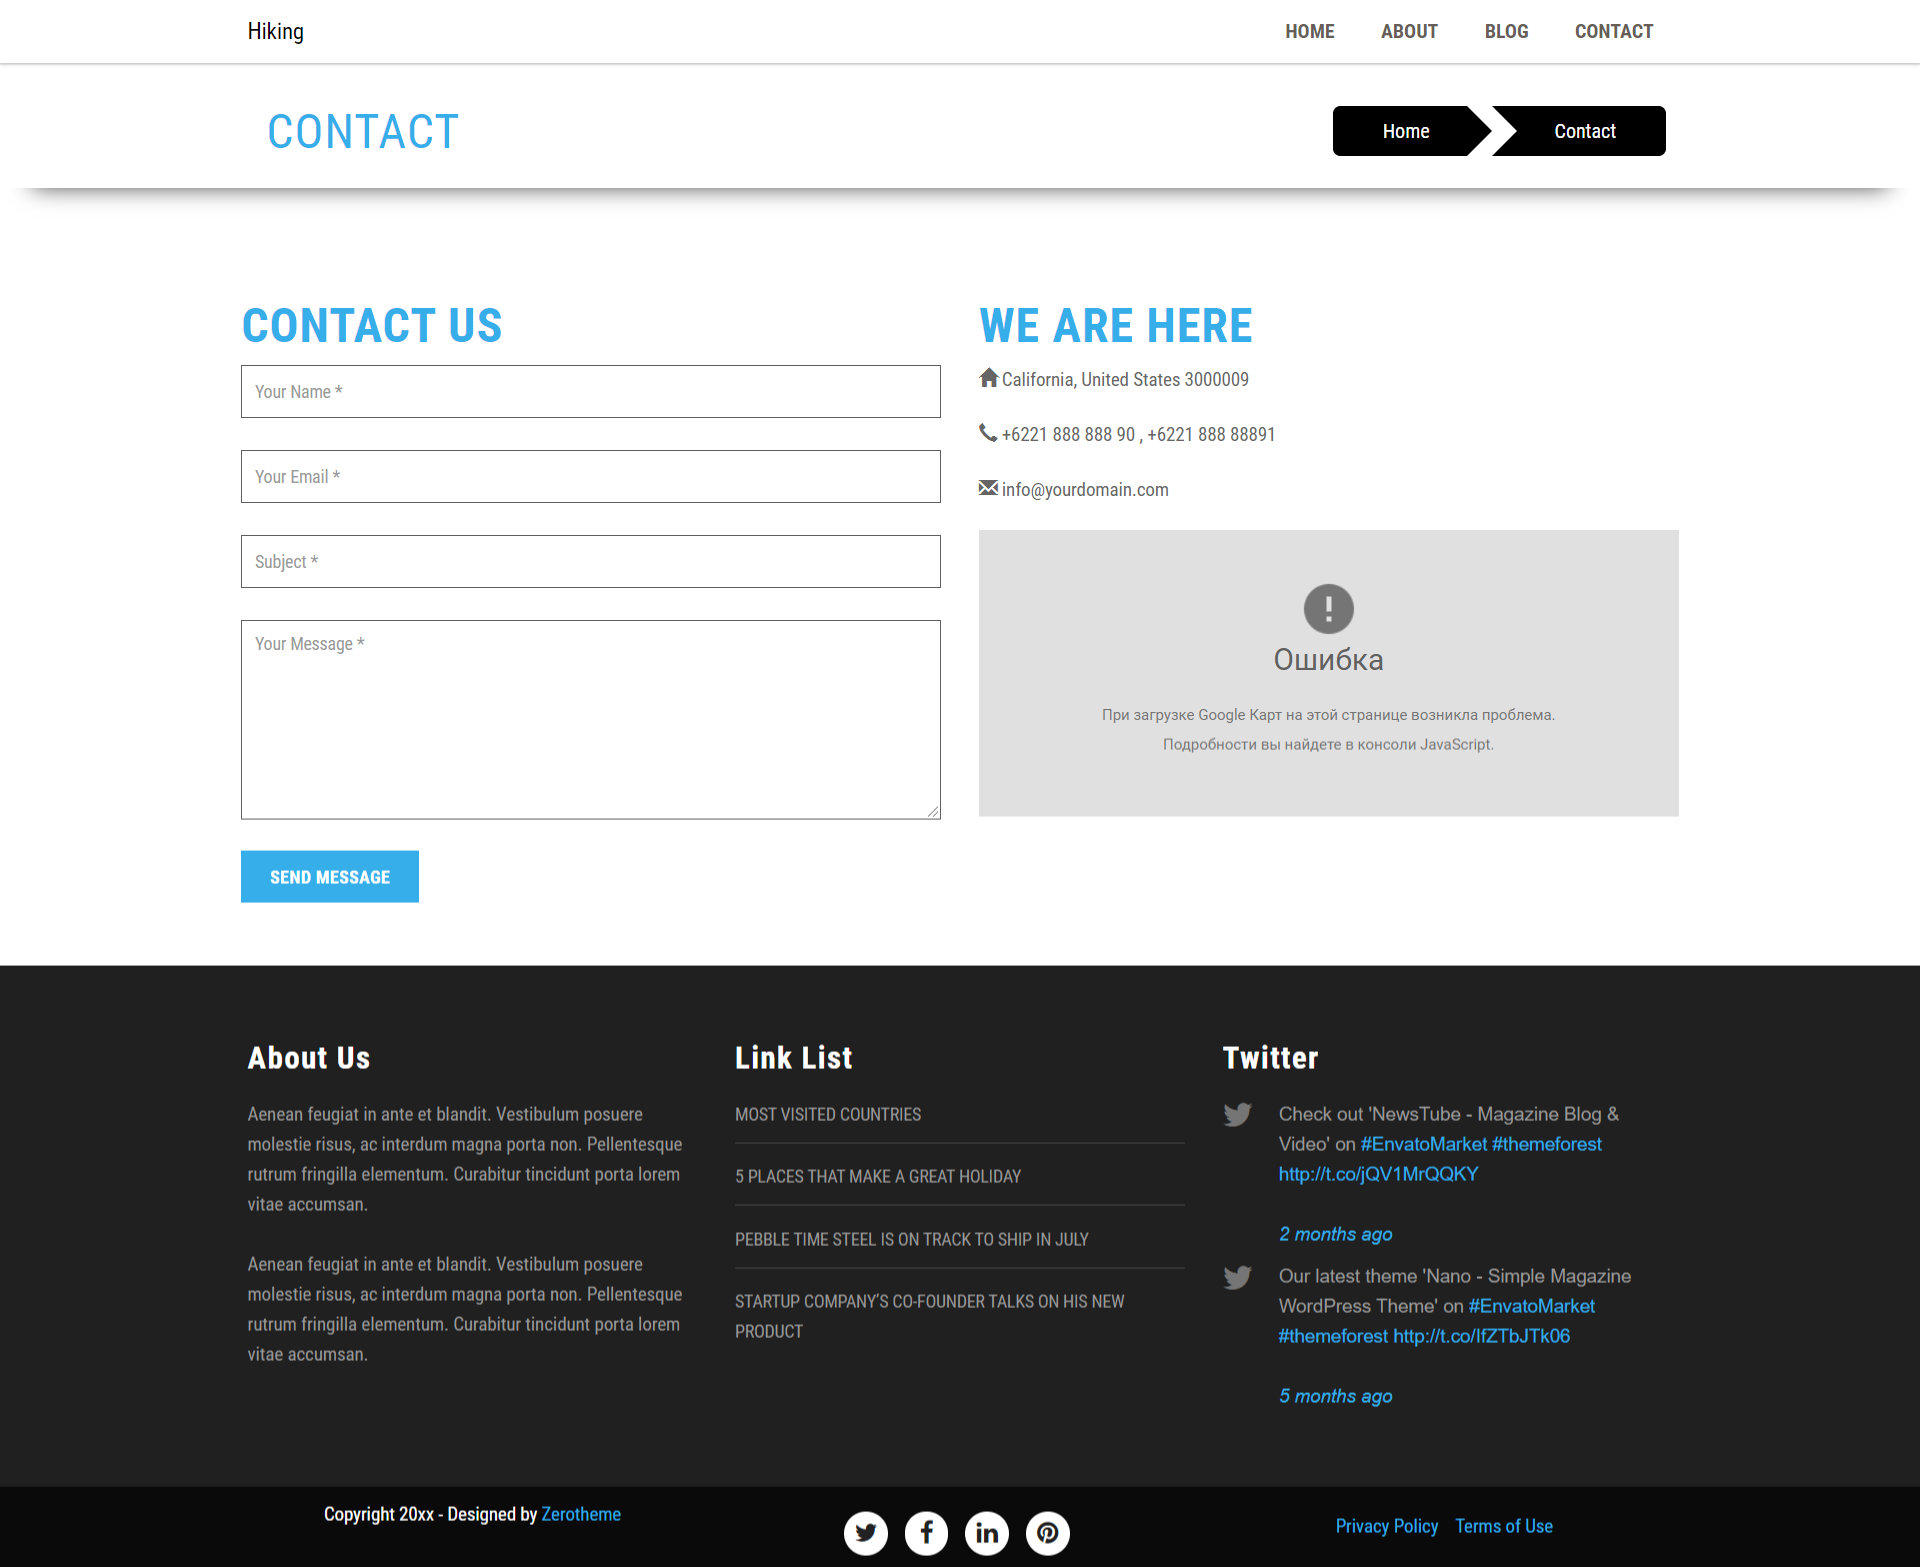 Hiking
HOME ABOUT BLOG CONTACT
CONTACT
Home Contact
CONTACT US
Your Name *
Your Email *
Subject *
Your Message *
SEND MESSAGE
WE ARE HERE
California, United States 3000009
+6221 888 888 90 , +6221 888 88891
info@yourdomain.com
Ошибка
При загрузке Google Карт на этой странице возникла проблема.
Подробности вы найдете в консоли JavaScript.
About Us
Aenean feugiat in ante et blandit. Vestibulum posuere
molestie risus, ac interdum magna porta non. Pellentesque
rutrum fringilla elementum. Curabitur tincidunt porta lorem
vitae accumsan.
Aenean feugiat in ante et blandit. Vestibulum posuere
molestie risus, ac interdum magna porta non. Pellentesque
rutrum fringilla elementum. Curabitur tincidunt porta lorem
vitae accumsan.
Link List
MOST VISITED COUNTRIES
5 PLACES THAT MAKE A GREAT HOLIDAY
PEBBLE TIME STEEL IS ON TRACK TO SHIP IN JULY
STARTUP COMPANY'S CO-FOUNDER TALKS ON HIS NEW
PRODUCT
Twitter
Check out 'NewsTube - Magazine Blog &
Video' on #EnvatoMarket #themeforest
http://t.co/jQV1MrQQKY
2 months ago
Our latest theme 'Nano - Simple Magazine
WordPress Theme' on #EnvatoMarket
#themeforest http://t.co/IfZTbJTk06
5 months ago
Copyright 20xx - Designed by Zerotheme
Privacy Policy Terms of Use